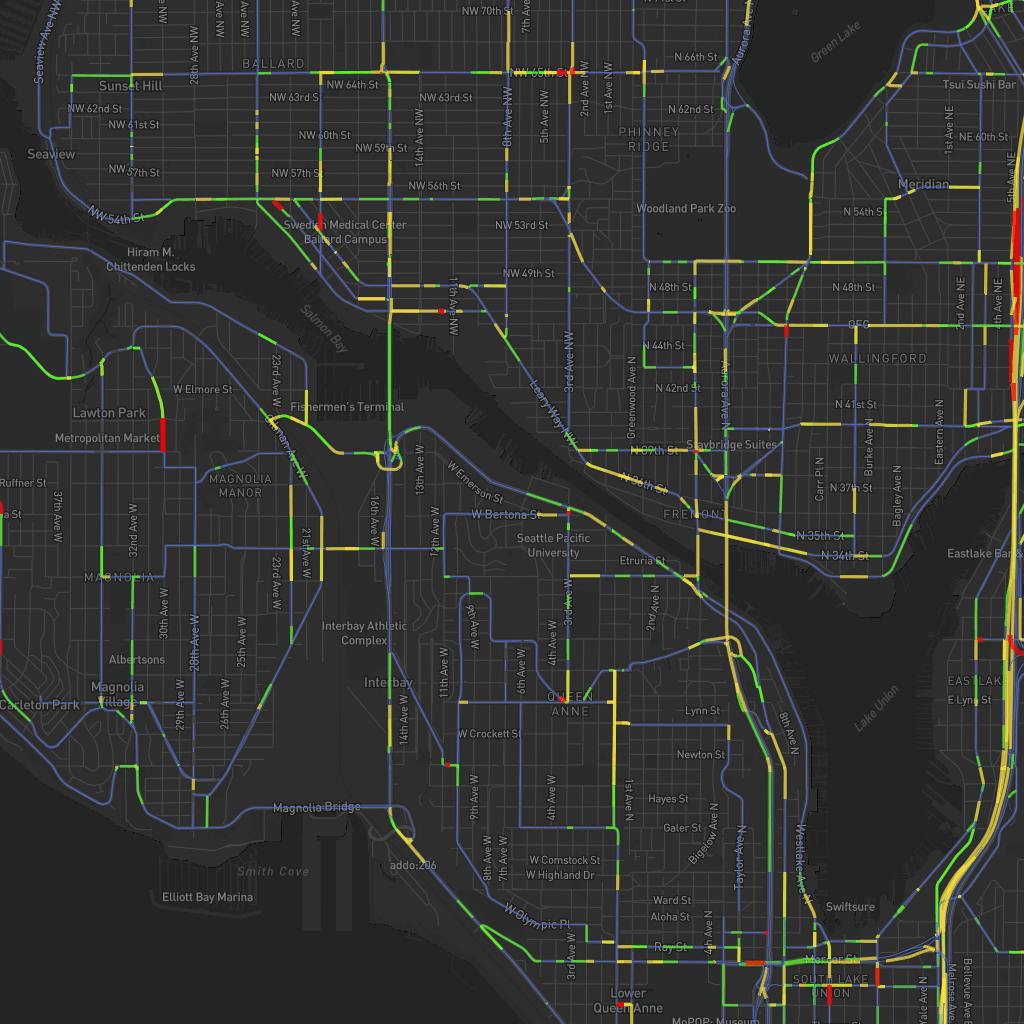 NW 70th St
7th Ave NW
Seaview Ave NW
28th Ave NW
BALLARD
N 66th St
Aurora Ave N
Green Lake
NW 65th St
Sunset Hill
NW 64th St
2nd Ave NW
1st Ave NW
Tsui Sushi Bar
NW 63rd S
NW 63rd St
NW 62nd St
N 62nd St
8th Ave NW
5th Ave NW
14th Ave NW
1st Ave NE
NW 61st St
NW 60th St
PHINNEY
RIDGE
NE 60th St
NW 59th St
Seaview
NW 57th St
NW 57th St
5th Ave NE
NW 56th St
Meridian
NW 54th St
Woodland Park Zoo
N 54th St
Swedish Medical Center
Ballard Campus
NW 53rd St
Hiram M.
Chittenden Locks
NW 49th St
N 48th St
N 48th St
11th Ave NW
2nd Ave NE
4th Ave NE
Salmon Bay
N 44th St
WALLINGFORD
3rd Ave NW
23rd Ave W
W Elmore St
N 42nd St
Greenwood Ave N
Aurora Ave N
Fishermen's Terminal
Leary Way NW
N 41st St
Lawton Park
Metropolitan Market
Gilman Ave W
N 39th St
Staybridge Suites
Burke Ave N
Eastern Ave N
13th Ave W
W Emerson St
Ruffner St
MAGNOLIA
MANOR
N 36th St
Carr Pl N
N 37th St
Bagley Ave N
37th Ave W
32nd Ave W
16th Ave W
a St
W Bertona St
FREMONT
12th Ave W
21st Ave W
Seattle Pacific
University
N 35th St
N 34th St
Eastlake Bar &
Etruria St
MAGNOLIA
23rd Ave W
30th Ave W
28th Ave W
25th Ave W
3rd Ave W
2nd Ave N
Interbay Athletic
Complex
9th Ave W
4th Ave W
Albertsons
11th Ave W
6th Ave W
Magnolia
Village
Interbay
EASTLAKE
Carleton Park
29th Ave W
26th Ave W
14th Ave W
QUEEN
ANNE
Lynn St
Lake Union
E Lynn St
8th Ave N
W Crockett St
Newton St
9th Ave W
4th Ave W
1st Ave N
Hayes St
Magnolia Bridge
Galer St
Bigelow Ave N
8th Ave W
7th Ave W
Taylor Ave N
Westlake Ave N
addo:206
W Comstock St
W Highland Dr
Smith Cove
Elliott Bay Marina
Ward St
Aloha St
Swiftsure
W Olympic Pl
4th Ave N
3rd Ave W
Roy St
Mercer St
SOUTH LAKE
UNION
Yale Ave N
Melrose Ave
Bellevue Ave E
Lower
Queen Anne
MoPOP: Museum